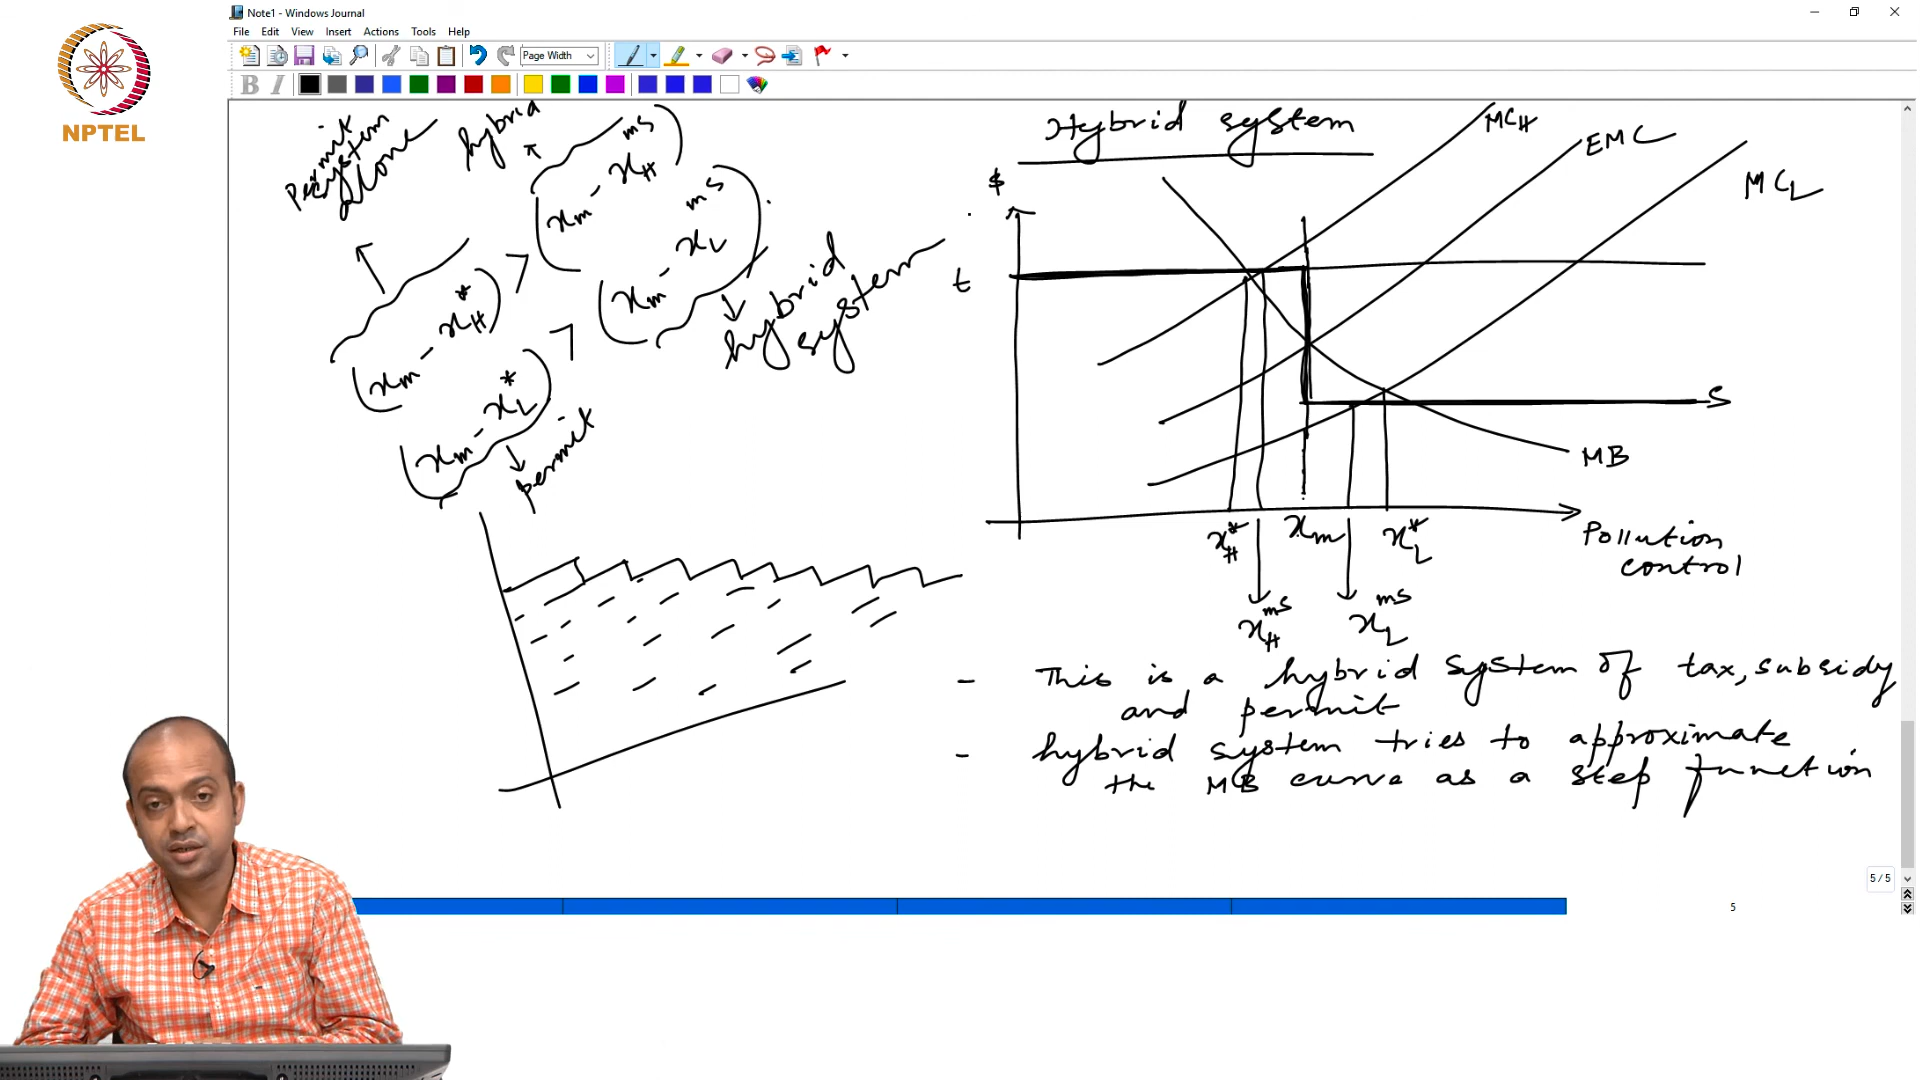 Note1 - Windows Journal
File Edit View Insert Actions Tools Help
Page Width
B I
NPTEL
Permit
system
alone
hybrid
(xm - xH^ms)
(xm - xH*) >
(xm - xL^ms)
(xm - xL*) >
hybrid
system
permit
Hybrid system
$
MCH
EMC
MCL
t
S
MB
xH* xm xL*
Pollution
control
xH^ms xL^ms
- This is a hybrid system of tax, subsidy
and permit
- hybrid system tries to approximate
the MB curve as a step function
5/5
5